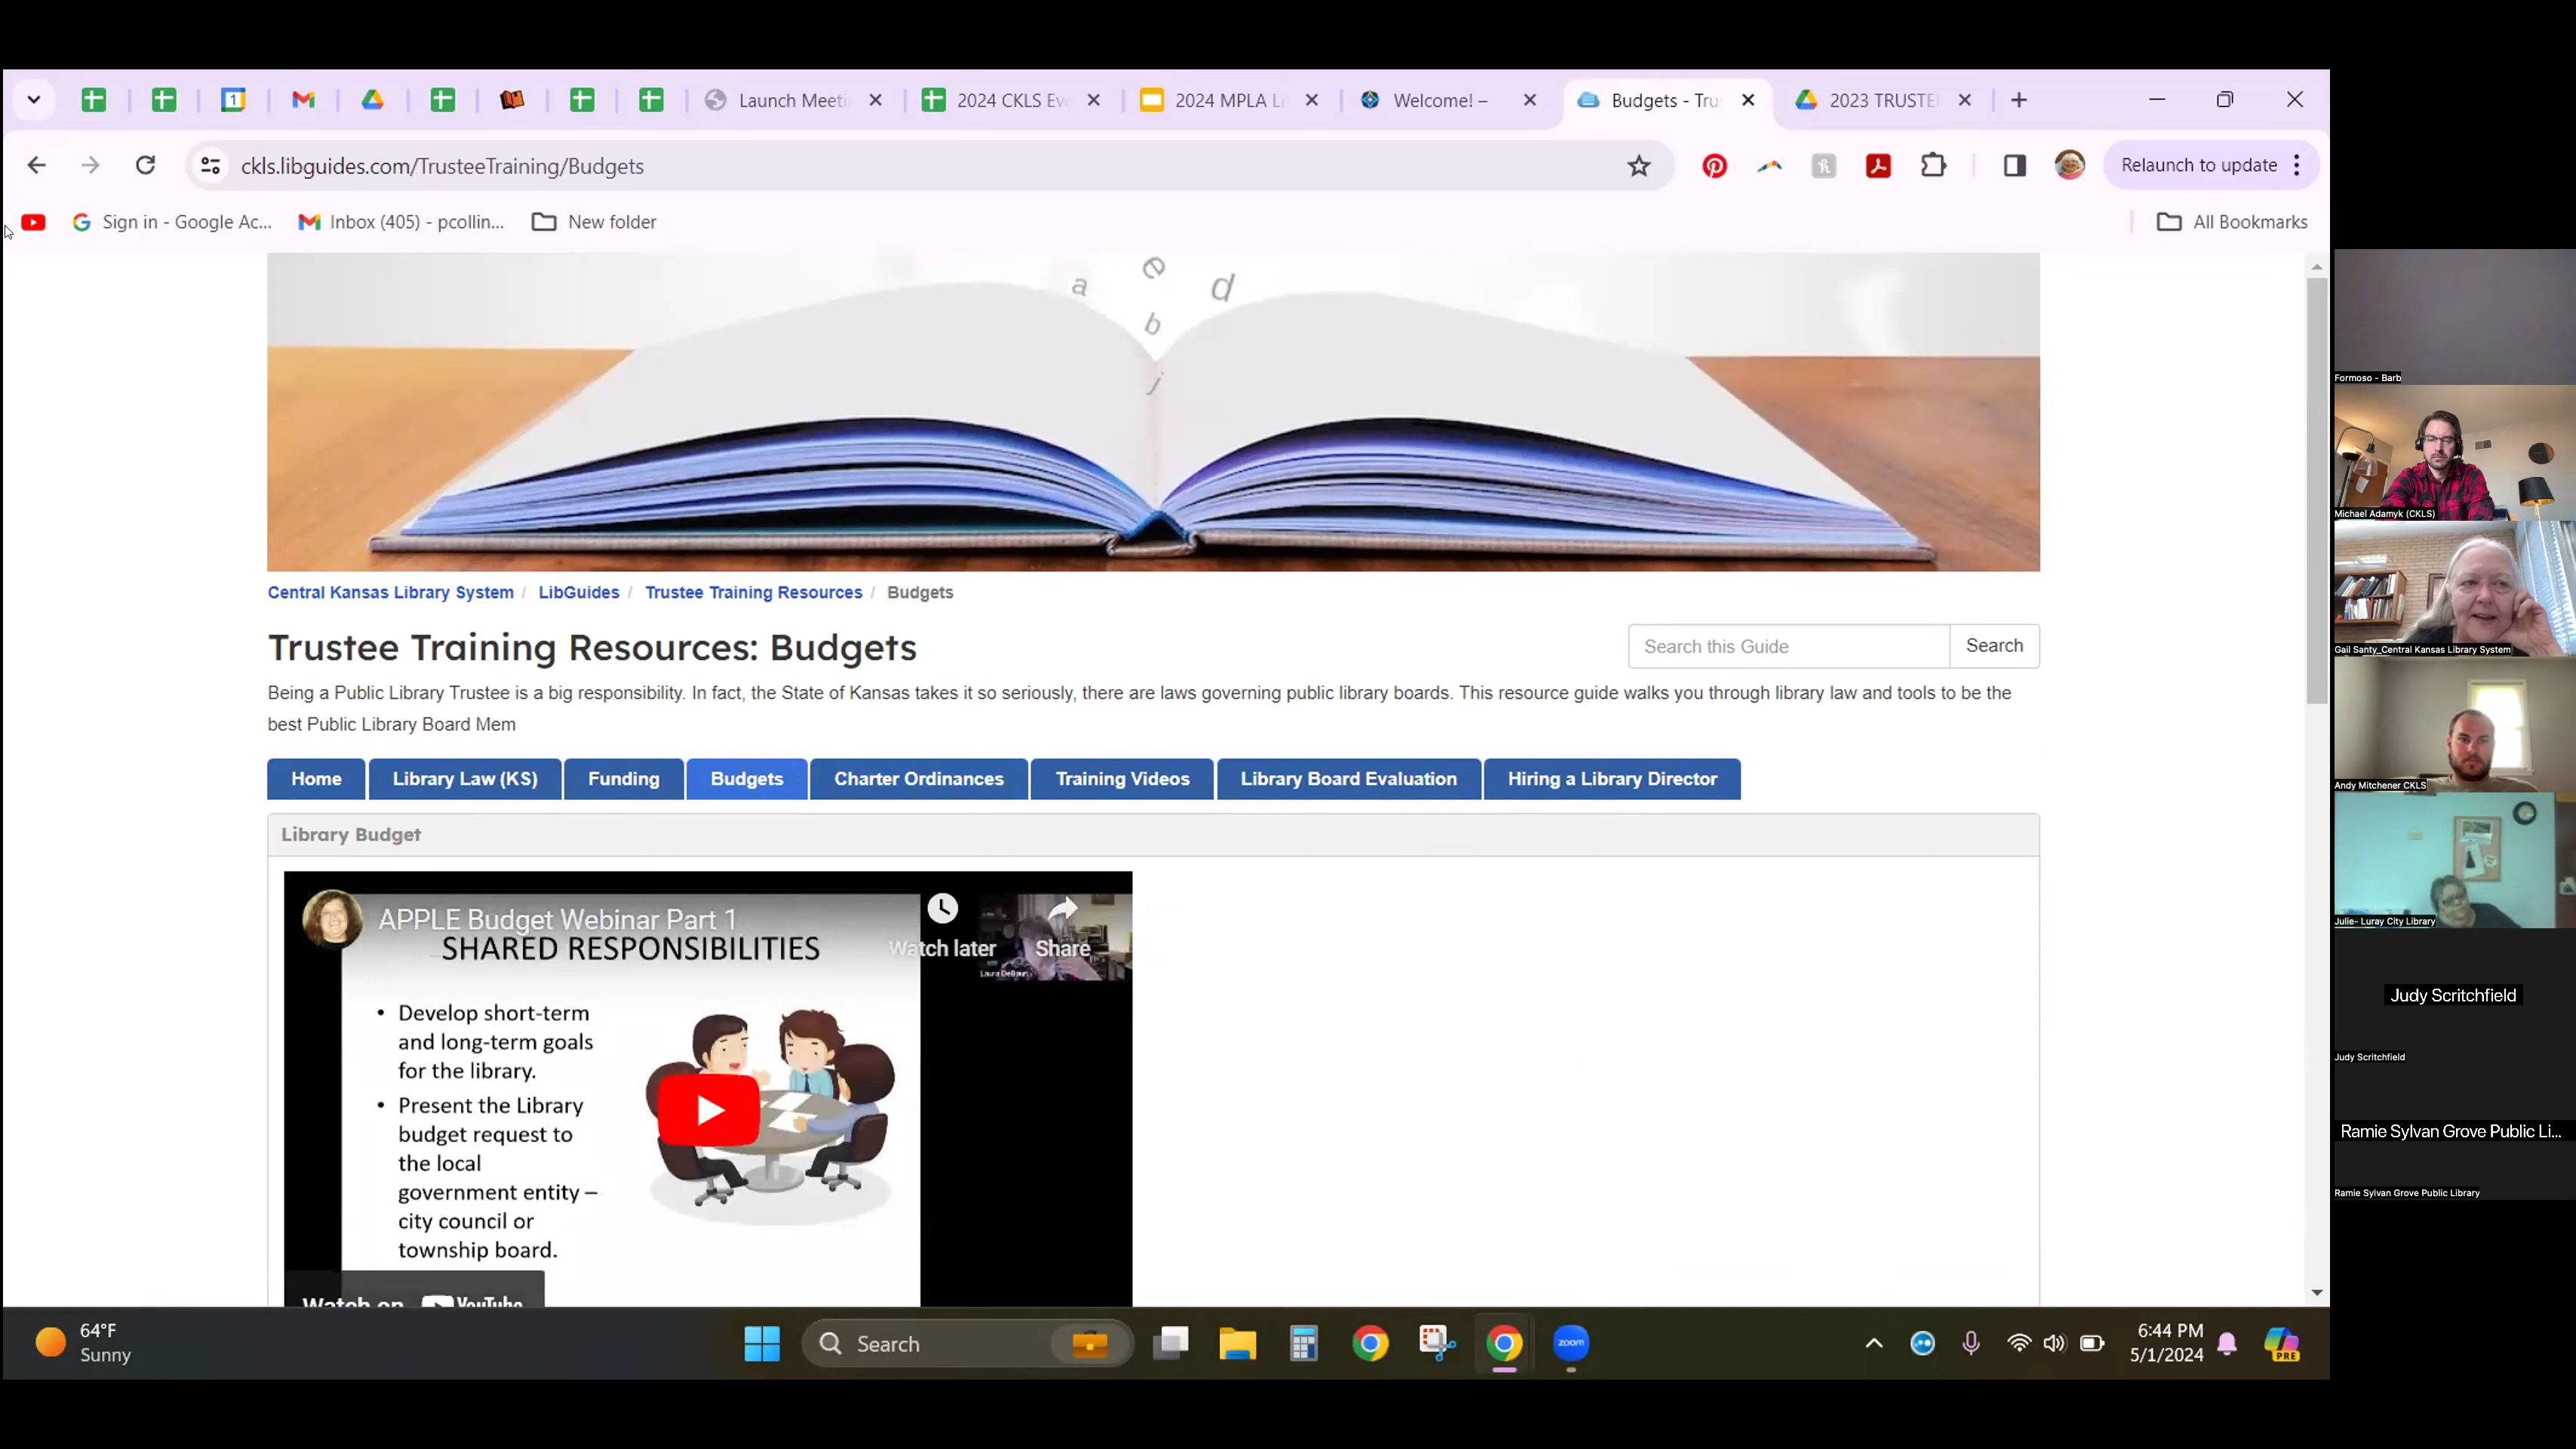 Launch Meeti
2024 CKLS Ev
2024 MPLA Li
Welcome! –
Budgets - Tru
2023 TRUSTE
ckls.libguides.com/TrusteeTraining/Budgets
Relaunch to update
Sign in - Google Ac...
Inbox (405) - pcollin...
New folder
All Bookmarks
a e d
b
j
Central Kansas Library System / LibGuides / Trustee Training Resources / Budgets
Trustee Training Resources: Budgets
Search this Guide
Search
Being a Public Library Trustee is a big responsibility. In fact, the State of Kansas takes it so seriously, there are laws governing public library boards. This resource guide walks you through library law and tools to be the
best Public Library Board Mem
Home
Library Law (KS)
Funding
Budgets
Charter Ordinances
Training Videos
Library Board Evaluation
Hiring a Library Director
Library Budget
APPLE Budget Webinar Part 1
Watch later
Share
SHARED RESPONSIBILITIES
• Develop short-term
and long-term goals
for the library.
• Present the Library
budget request to
the local
government entity –
city council or
township board.
Watch on YouTube
64°F
Sunny
1
Search
zoom
6:44 PM
5/1/2024
PRE
Formoso - Barb
Michael Adamyk (CKLS)
Gail Santy_Central Kansas Library System
Andy Mitchener CKLS
Julie- Luray City Library
Judy Scritchfield
Judy Scritchfield
Ramie Sylvan Grove Public Li...
Ramie Sylvan Grove Public Library